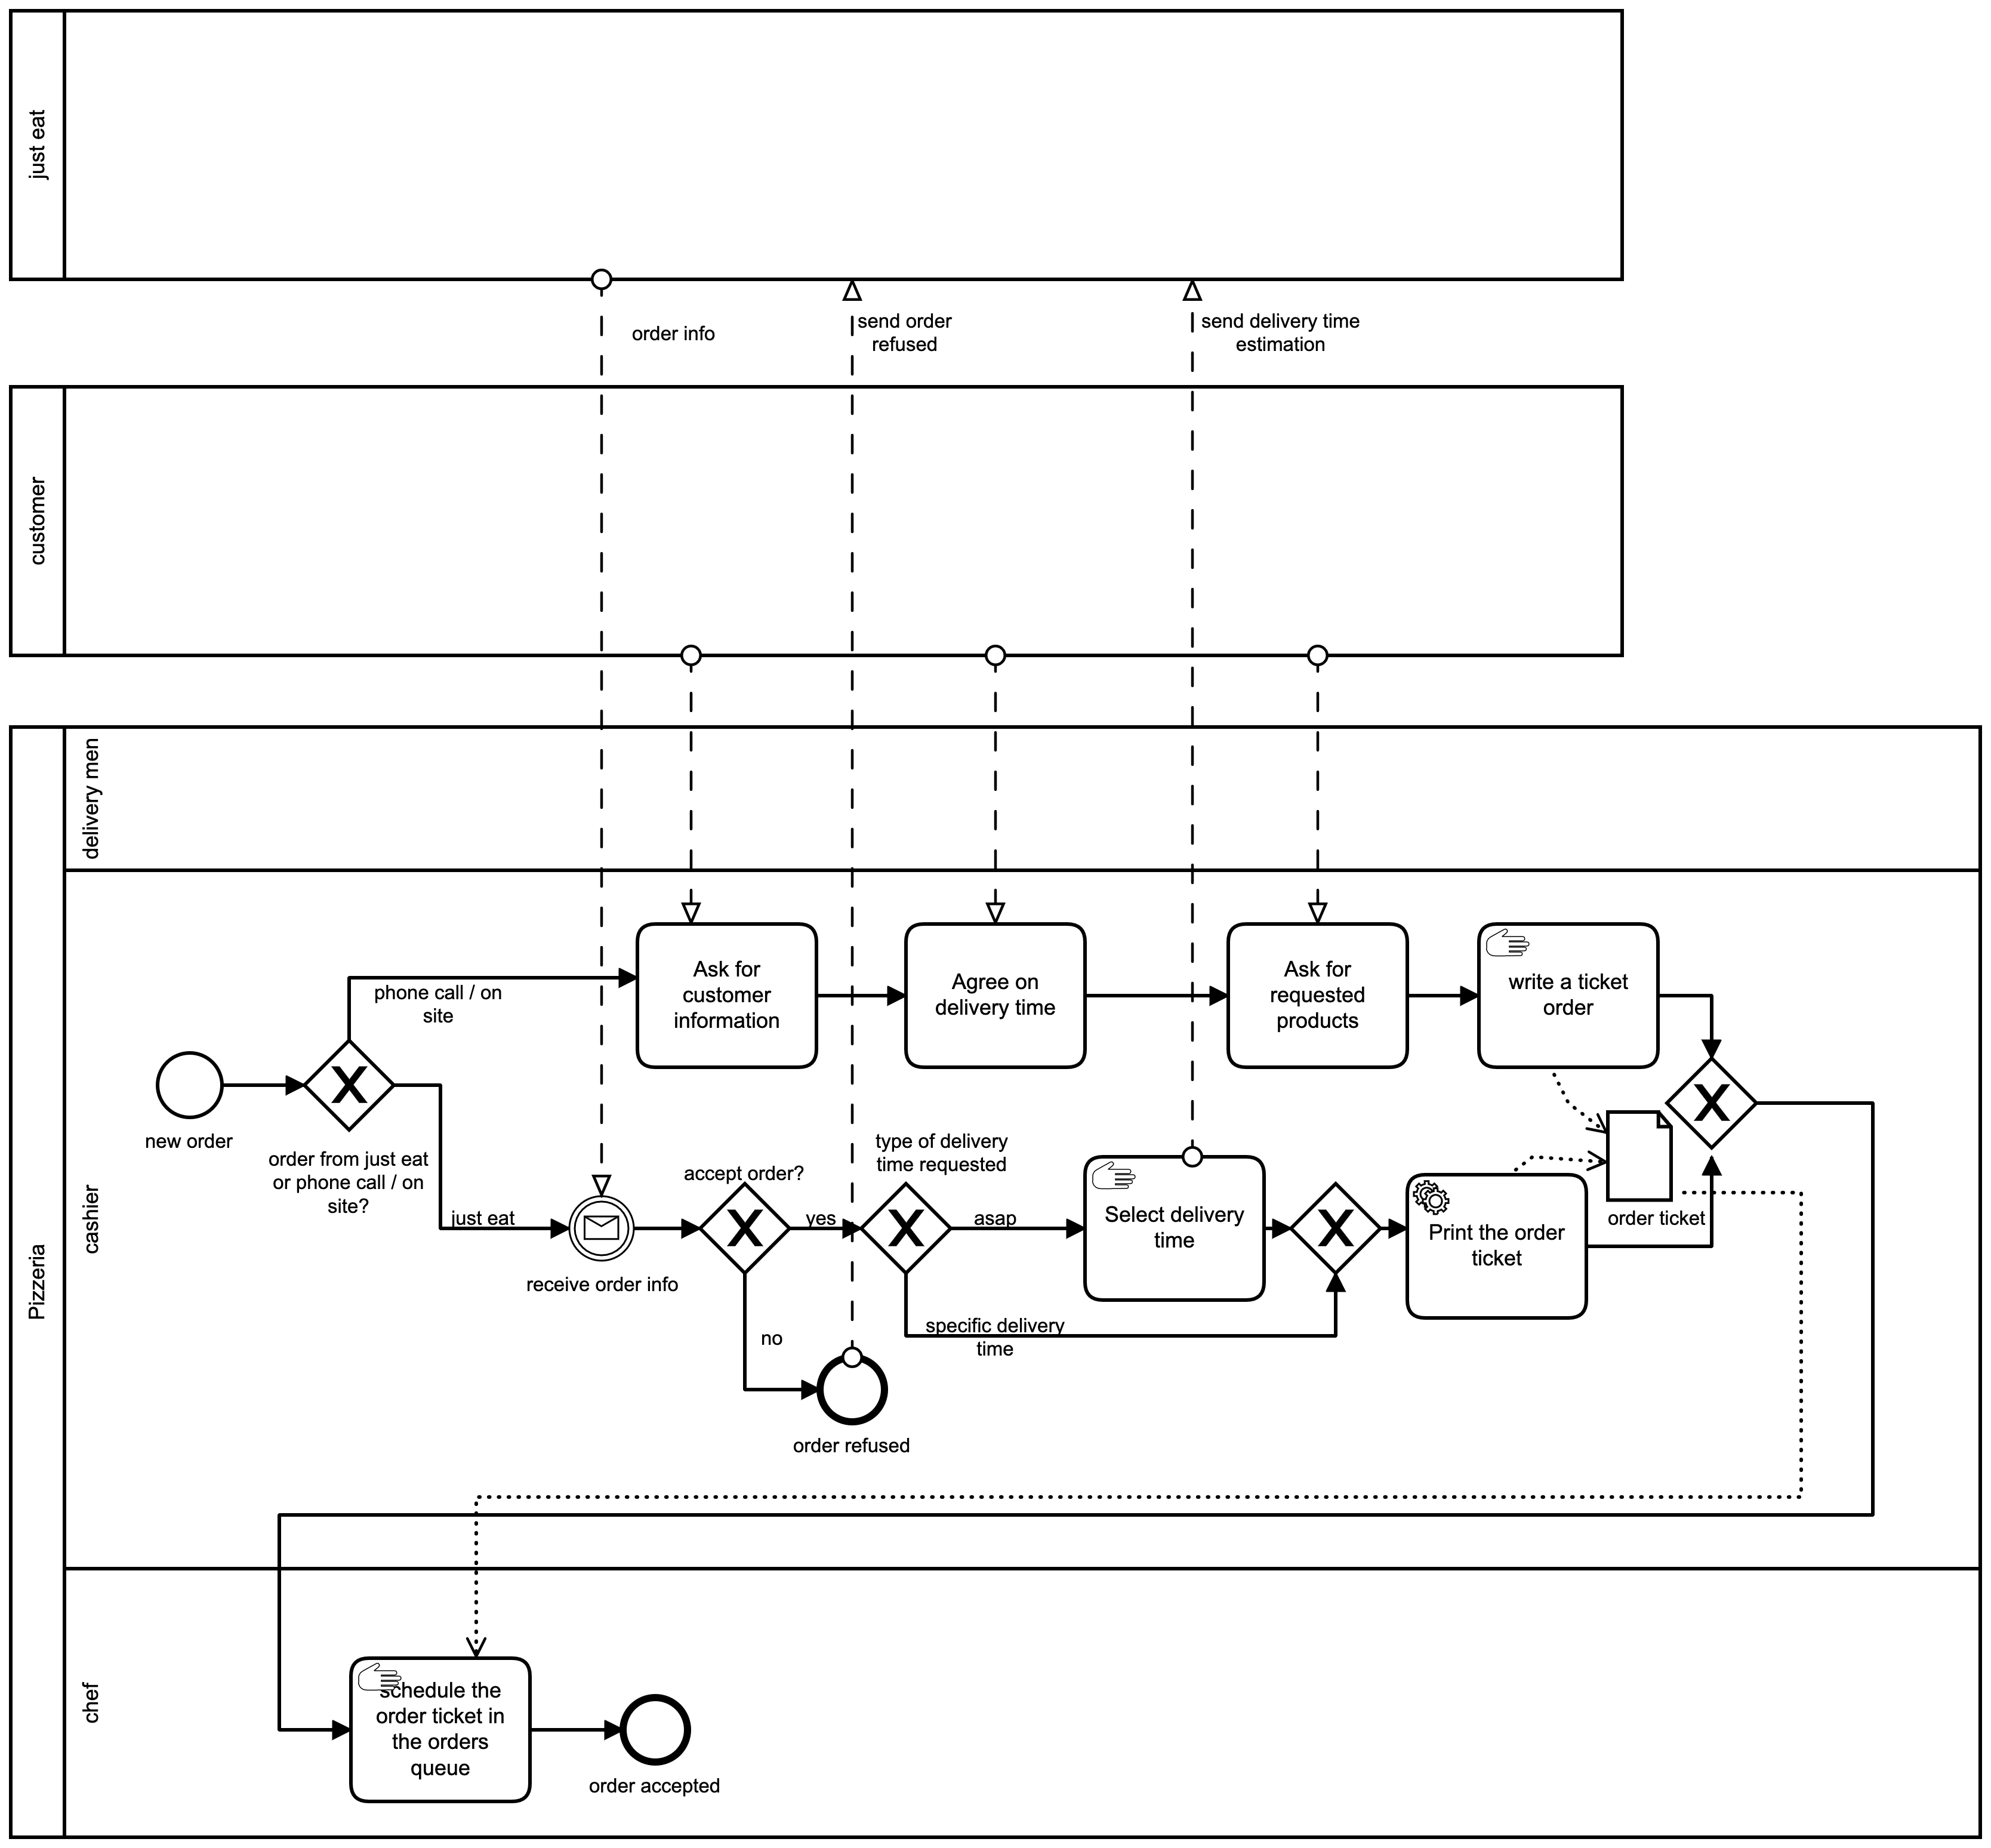 just eat
order info
send order
refused
send delivery time
estimation
customer
Pizzeria
delivery men
cashier
Ask for
customer
information
Agree on
delivery time
Ask for
requested
products
write a ticket
order
phone call / on
site
new order
order from just eat
or phone call / on
site?
just eat
receive order info
accept order?
yes
no
order refused
type of delivery
time requested
asap
specific delivery
time
Select delivery
time
Print the order
ticket
order ticket
chef
schedule the
order ticket in
the orders
queue
order accepted